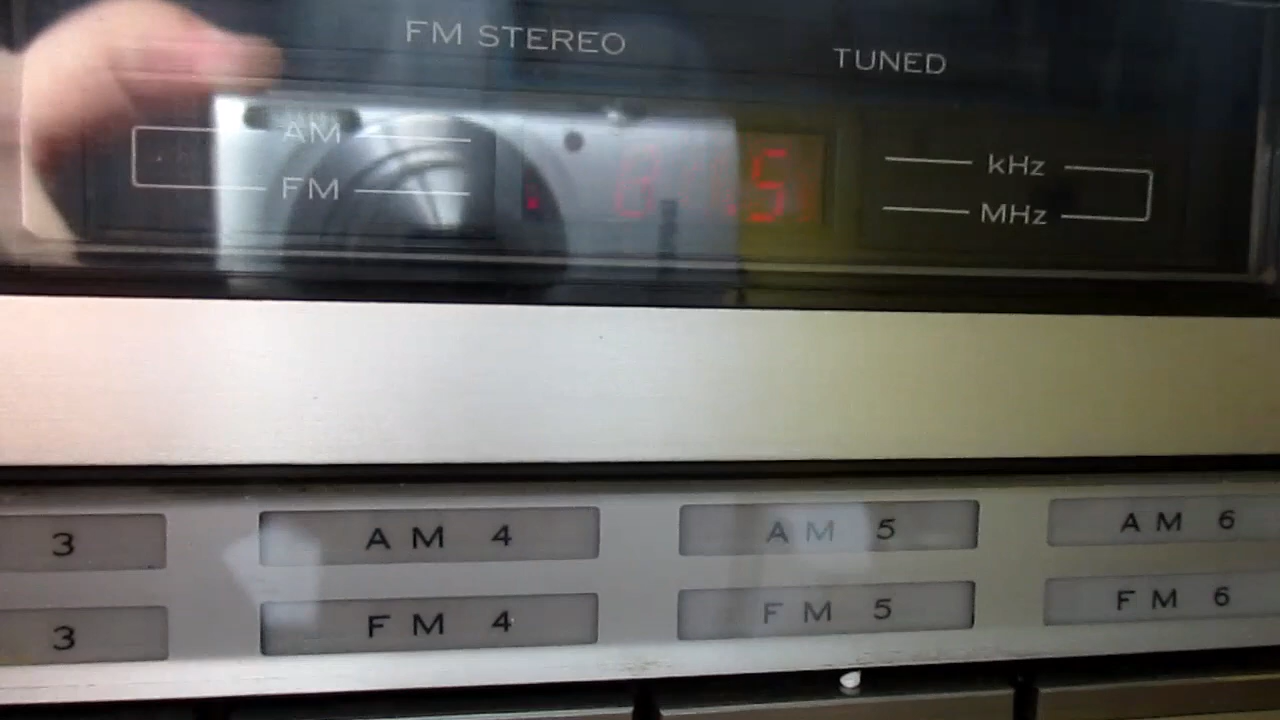 FM STEREO
TUNED
AM
FM
kHz
MHz
3 AM 4 AM 5 AM 6
3 FM 4 FM 5 FM 6